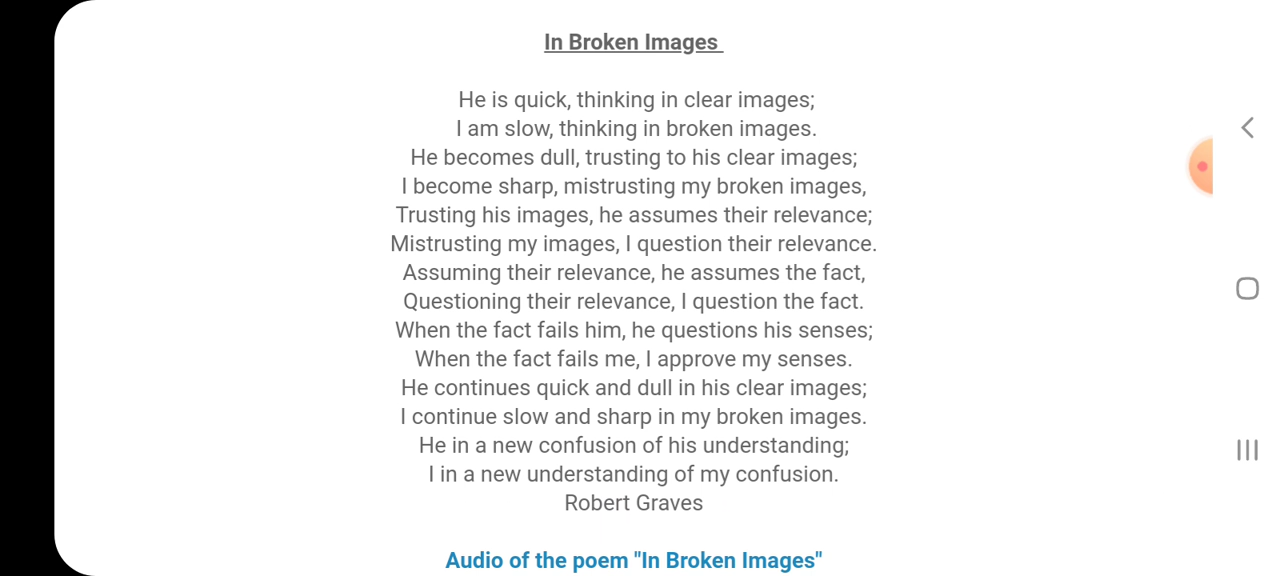 In Broken Images
He is quick, thinking in clear images;
I am slow, thinking in broken images.
He becomes dull, trusting to his clear images;
I become sharp, mistrusting my broken images,
Trusting his images, he assumes their relevance;
Mistrusting my images, I question their relevance.
Assuming their relevance, he assumes the fact,
Questioning their relevance, I question the fact.
When the fact fails him, he questions his senses;
When the fact fails me, I approve my senses.
He continues quick and dull in his clear images;
I continue slow and sharp in my broken images.
He in a new confusion of his understanding;
I in a new understanding of my confusion.
Robert Graves
Audio of the poem "In Broken Images"